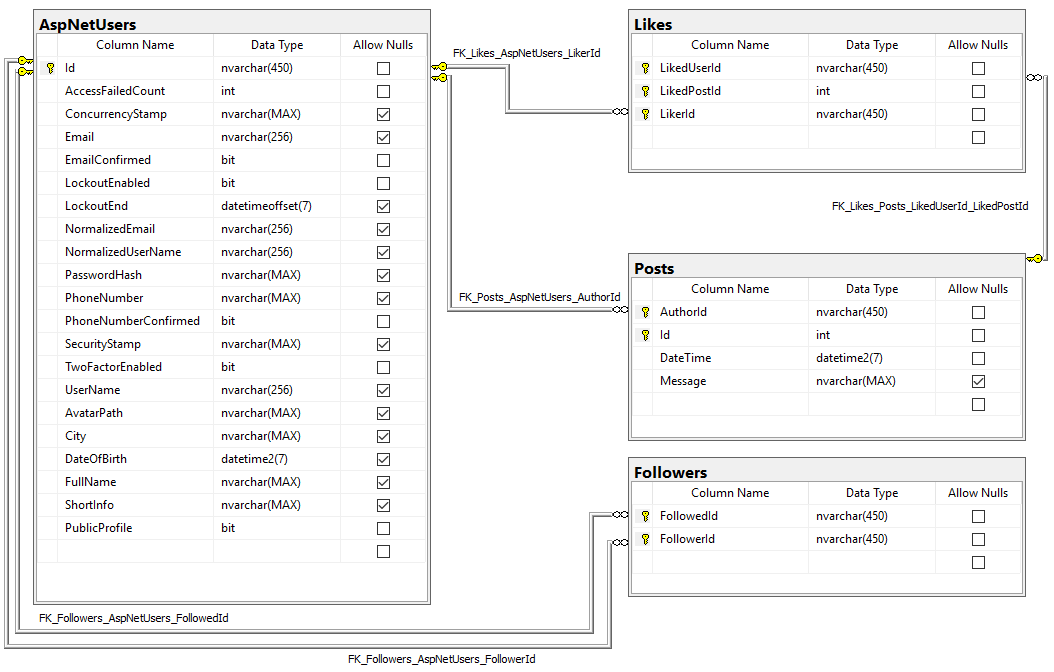 AspNetUsers
Column Name Data Type Allow Nulls
Id nvarchar(450)
AccessFailedCount int
ConcurrencyStamp nvarchar(MAX)
Email nvarchar(256)
EmailConfirmed bit
LockoutEnabled bit
LockoutEnd datetimeoffset(7)
NormalizedEmail nvarchar(256)
NormalizedUserName nvarchar(256)
PasswordHash nvarchar(MAX)
PhoneNumber nvarchar(MAX)
PhoneNumberConfirmed bit
SecurityStamp nvarchar(MAX)
TwoFactorEnabled bit
UserName nvarchar(256)
AvatarPath nvarchar(MAX)
City nvarchar(MAX)
DateOfBirth datetime2(7)
FullName nvarchar(MAX)
ShortInfo nvarchar(MAX)
PublicProfile bit
FK_Likes_AspNetUsers_LikerId
Likes
Column Name Data Type Allow Nulls
LikedUserId nvarchar(450)
LikedPostId int
LikerId nvarchar(450)
FK_Likes_Posts_LikedUserId_LikedPostId
FK_Posts_AspNetUsers_AuthorId
Posts
Column Name Data Type Allow Nulls
AuthorId nvarchar(450)
Id int
DateTime datetime2(7)
Message nvarchar(MAX)
Followers
Column Name Data Type Allow Nulls
FollowedId nvarchar(450)
FollowerId nvarchar(450)
FK_Followers_AspNetUsers_FollowedId
FK_Followers_AspNetUsers_FollowerId